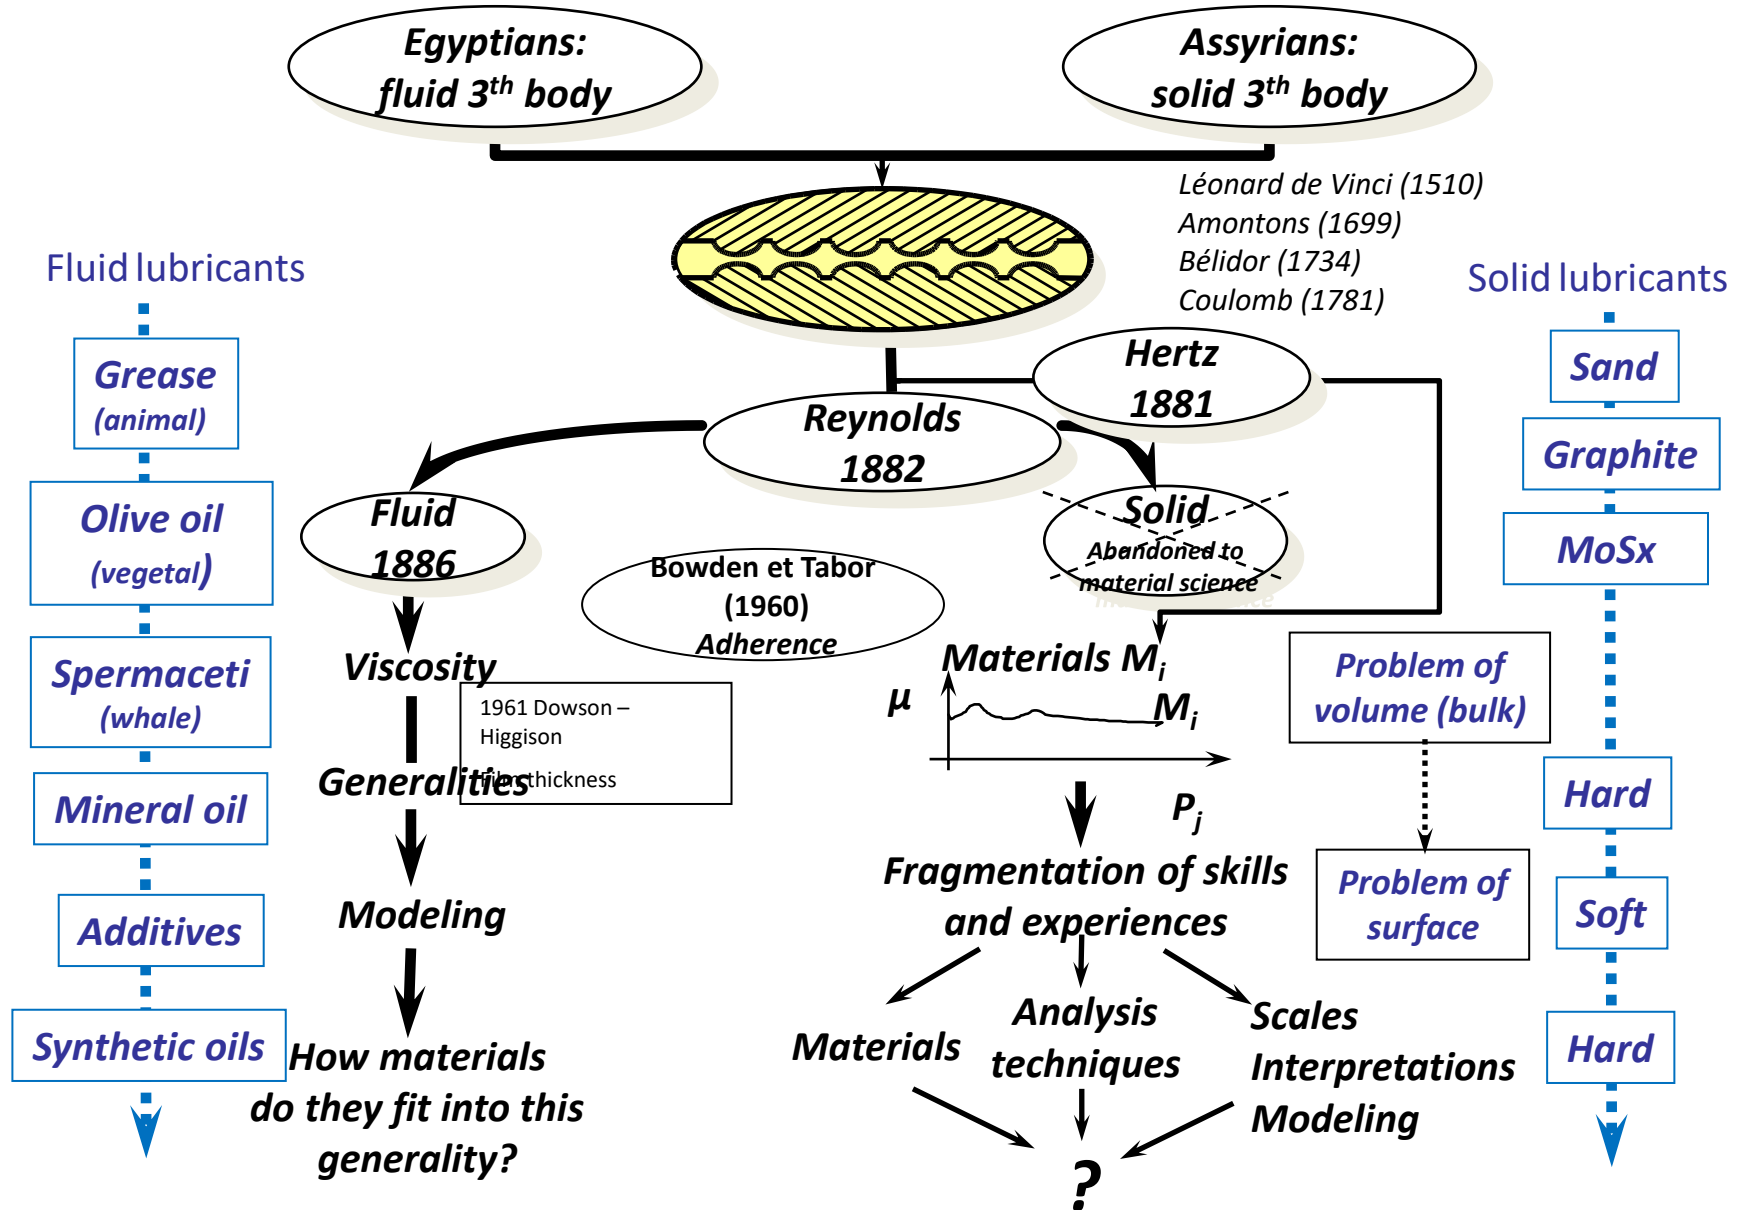 Egyptians:
fluid 3th body
Assyrians:
solid 3th body
Léonard de Vinci (1510)
Amontons (1699)
Bélidor (1734)
Coulomb (1781)
Fluid lubricants
Grease
(animal)
Olive oil
(vegetal)
Spermaceti
(whale)
Mineral oil
Additives
Synthetic oils
Hertz
1881
Reynolds
1882
Fluid
1886
Solid
Abandoned to
material science
Bowden et Tabor
(1960)
Adherence
Viscosity
1961 Dowson –
Higgison
Film thickness
Generalities
Modeling
How materials
do they fit into this
generality?
Materials Mi
μ
Mi
Pj
Fragmentation of skills
and experiences
Materials
Analysis
techniques
Scales
Interpretations
Modeling
?
Problem of
volume (bulk)
Problem of
surface
Solid lubricants
Sand
Graphite
MoSx
Hard
Soft
Hard